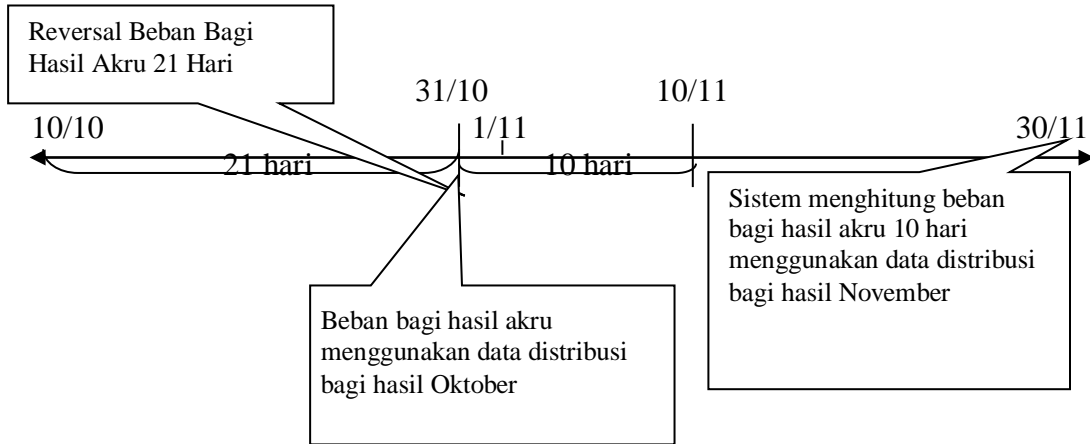 Reversal Beban Bagi
Hasil Akru 21 Hari
31/10
10/11
10/10
1/11
30/11
21 hari
10 hari
Sistem menghitung beban
bagi hasil akru 10 hari
menggunakan data distribusi
bagi hasil November
Beban bagi hasil akru
menggunakan data distribusi
bagi hasil Oktober